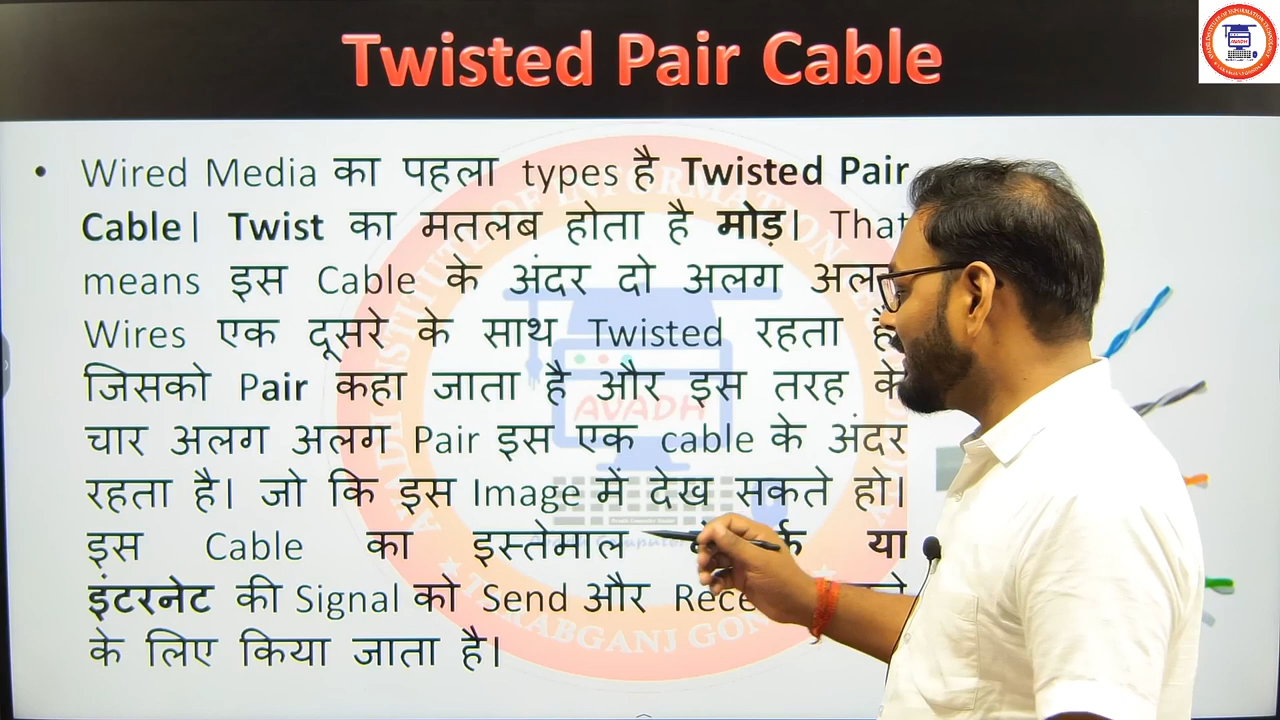 Twisted Pair Cable
• Wired Media का पहला types है Twisted Pair
Cable| Twist का मतलब होता है मोड़। That
means इस Cable के अंदर दो अलग
Wires एक दूसरे के साथ Twisted रहता है
जिसको Pair कहा जाता है और इस तरह के
चार अलग अलग Pair इस एक cable के अंदर
रहता है। जो कि इस Image में देख सकते हो।
इस Cable का इस्तेमाल या
इंटरनेट की Signal को Send और
के लिए किया जाता है।
AVADH